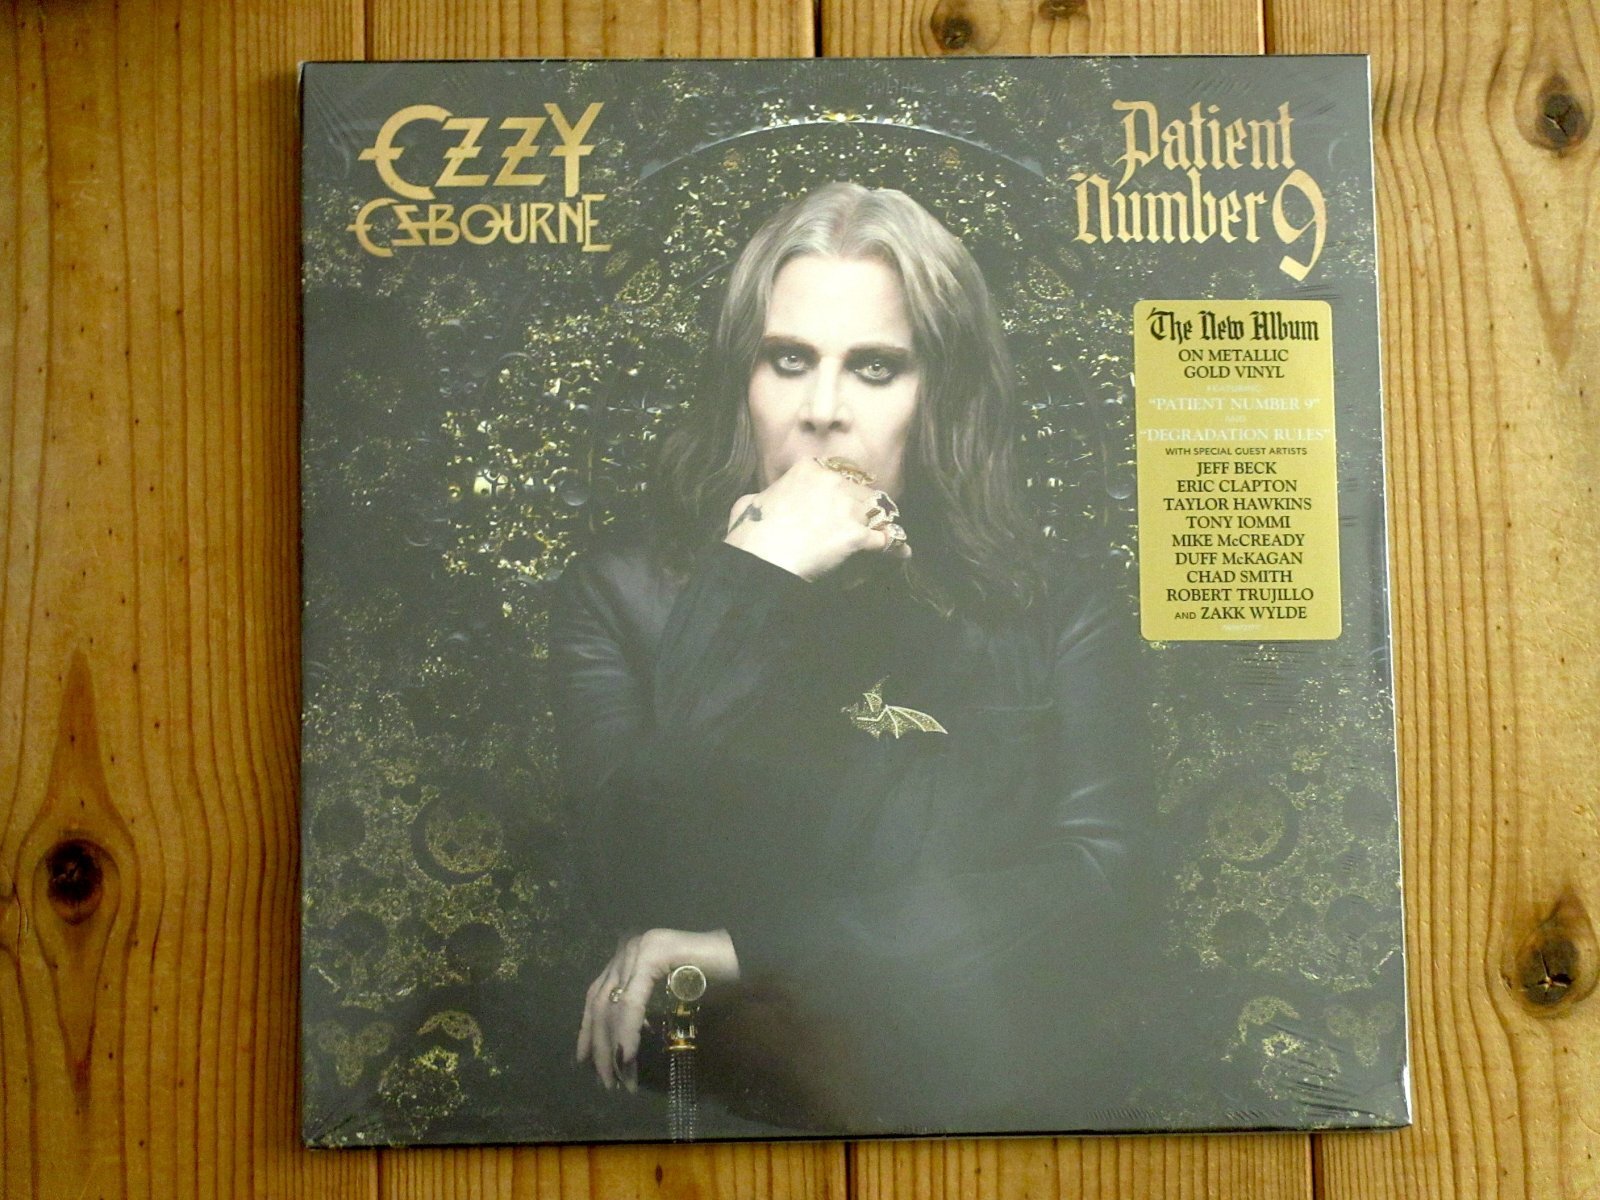 OZZY
OSBOURNE
Patient
Number 9
The New Album
ON METALLIC
GOLD VINYL
FEATURING
"PATIENT NUMBER 9"
AND
"DEGRADATION RULES"
WITH SPECIAL GUEST ARTISTS
JEFF BECK
ERIC CLAPTON
TAYLOR HAWKINS
TONY IOMMI
MIKE McCREADY
DUFF McKAGAN
CHAD SMITH
ROBERT TRUJILLO
AND ZAKK WYLDE